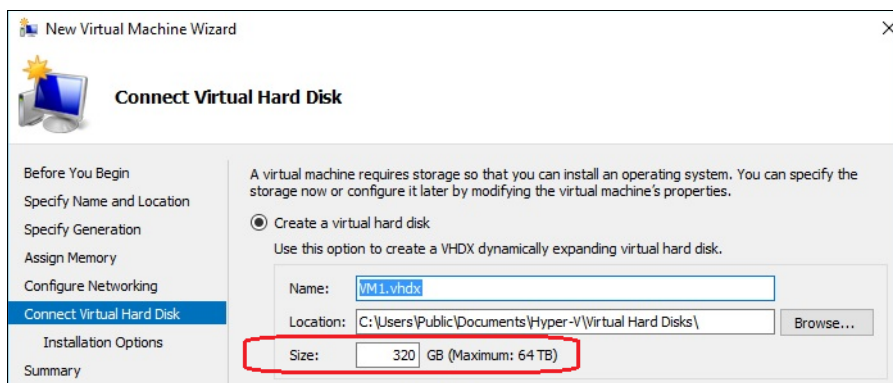 New Virtual Machine Wizard
Connect Virtual Hard Disk
Before You Begin
Specify Name and Location
Specify Generation
Assign Memory
Configure Networking
Connect Virtual Hard Disk
Installation Options
Summary
A virtual machine requires storage so that you can install an operating system. You can specify the
storage now or configure it later by modifying the virtual machine's properties.
Create a virtual hard disk
Use this option to create a VHDX dynamically expanding virtual hard disk.
Name: VM1.vhdx
Location: C:\Users\Public\Documents\Hyper-V\Virtual Hard Disks\ Browse...
Size: 320 GB (Maximum: 64 TB)